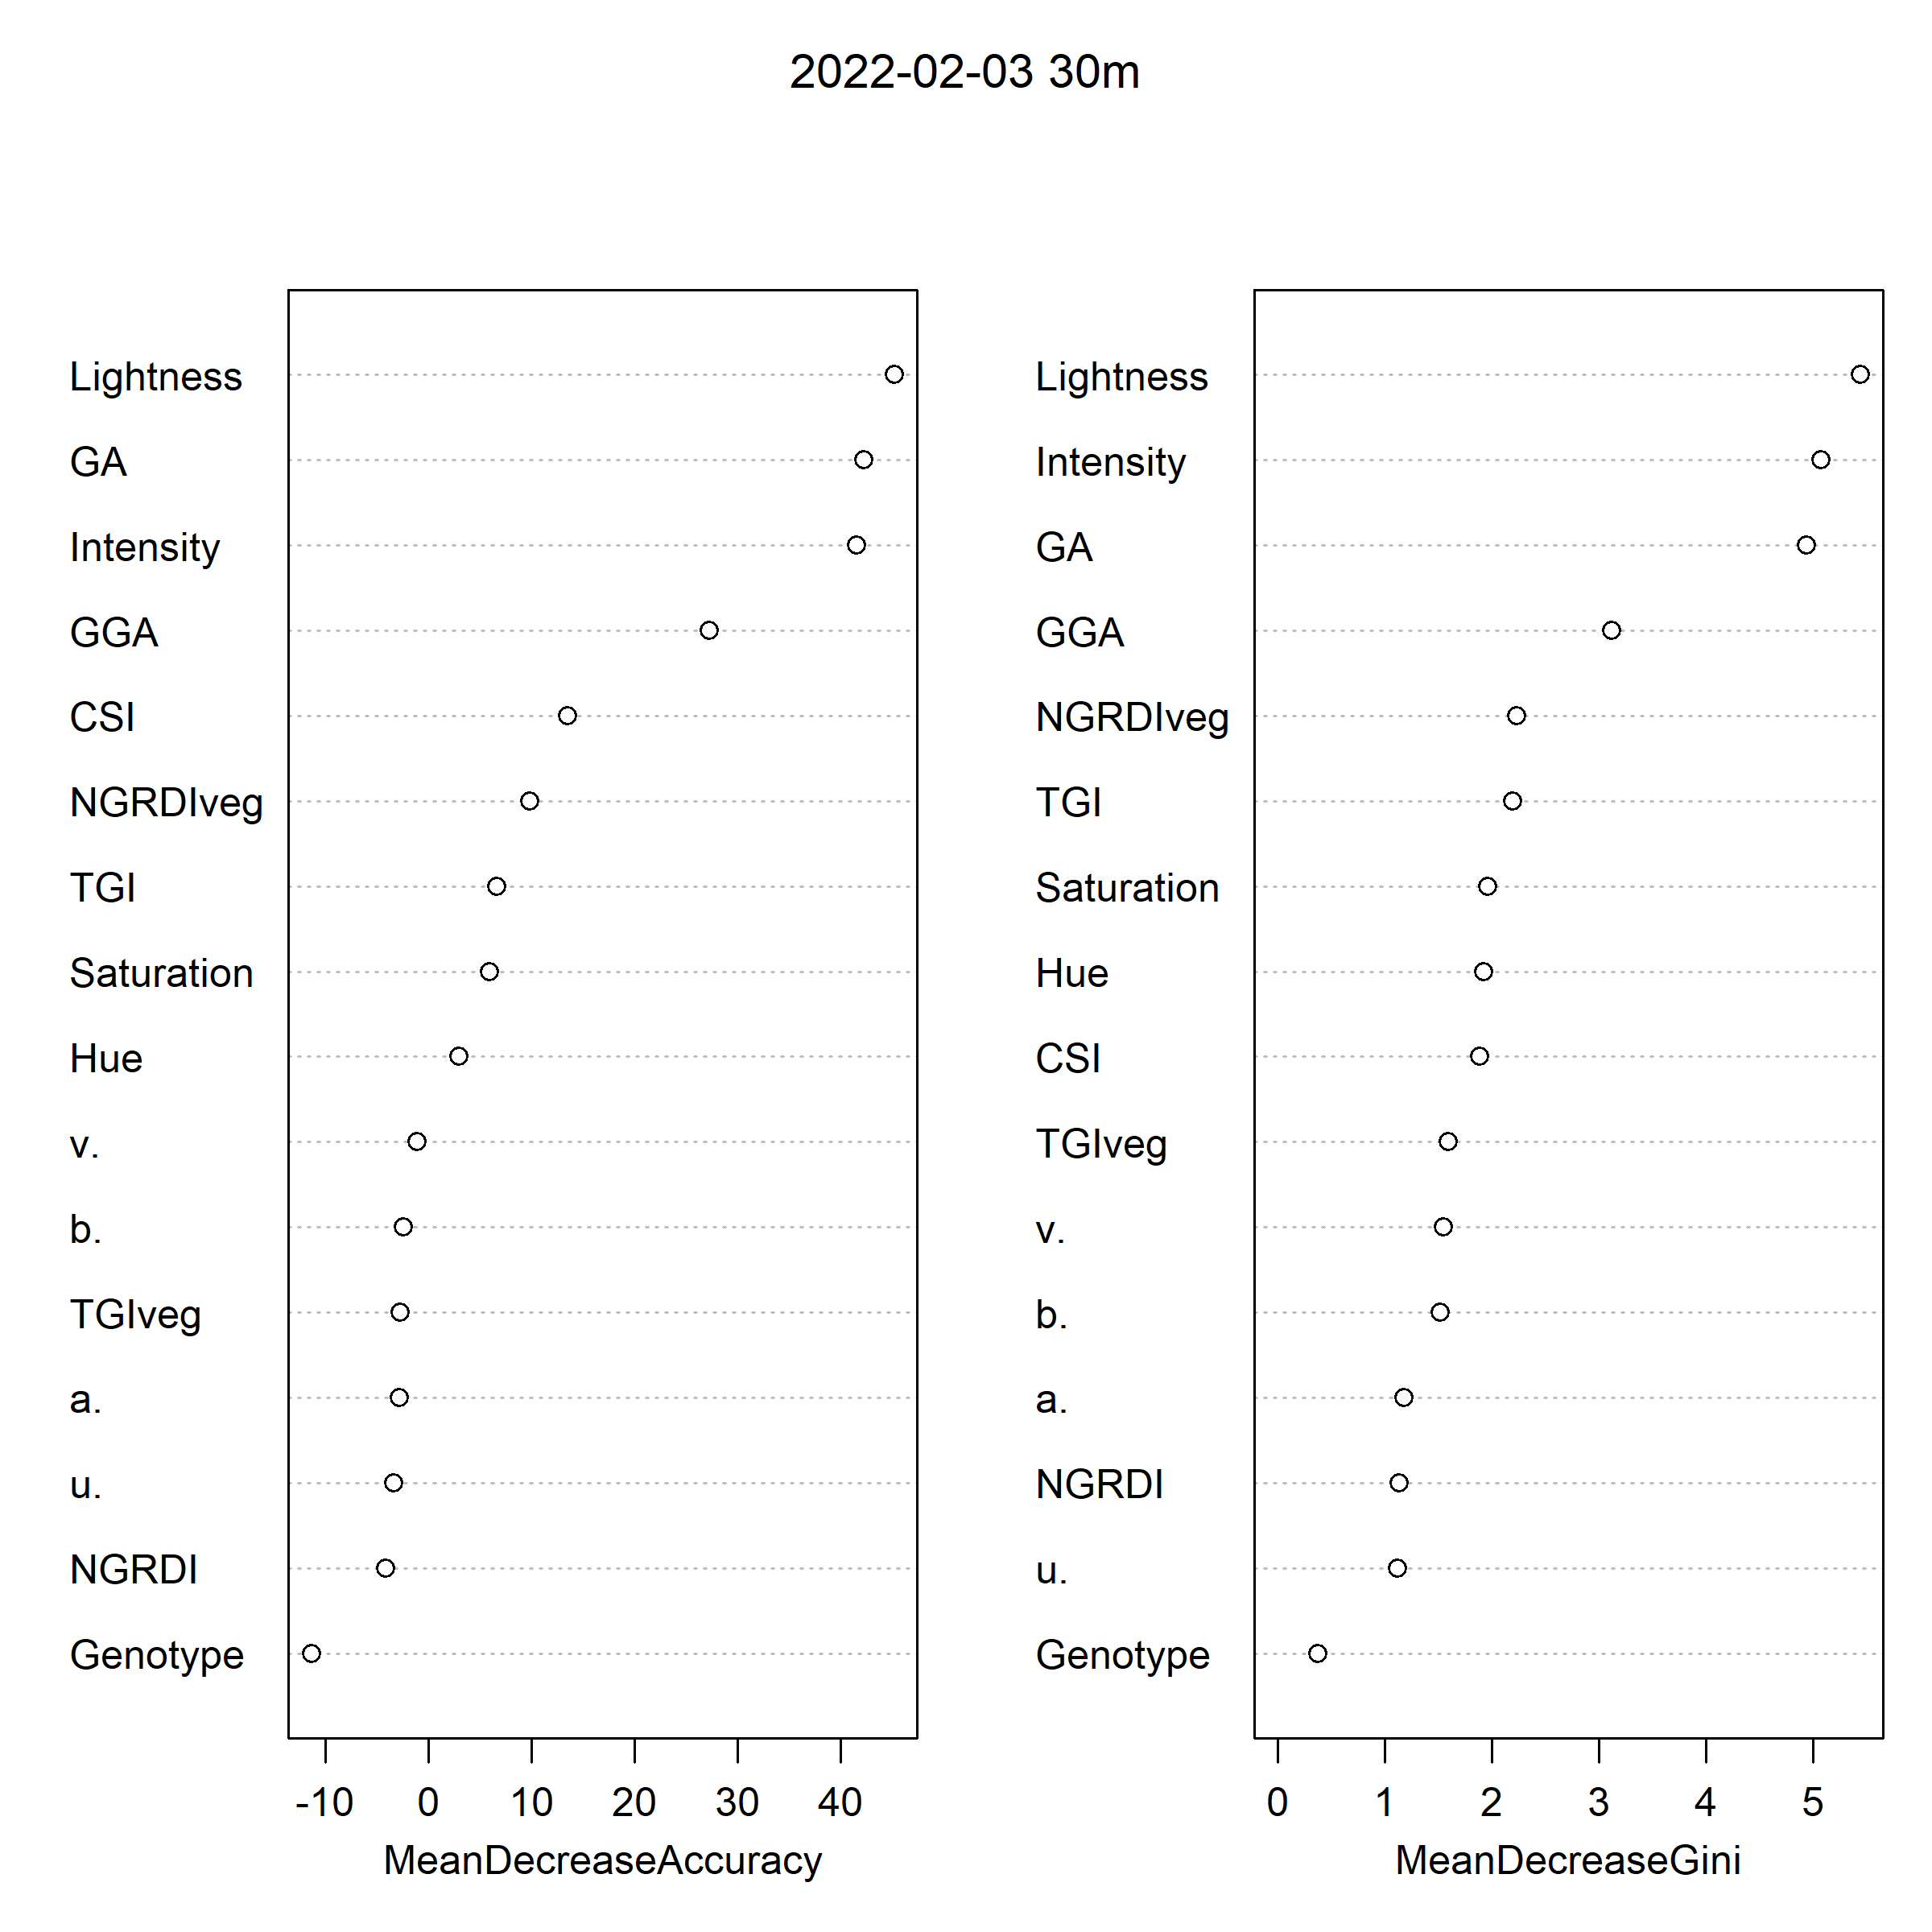 2022-02-03 30m
Lightness
GA
Intensity
GGA
CSI
NGRDIveg
TGI
Saturation
Hue
v.
b.
TGIveg
a.
u.
NGRDI
Genotype
-10 0 10 20 30 40
MeanDecreaseAccuracy
Lightness
Intensity
GA
GGA
NGRDIveg
TGI
Saturation
Hue
CSI
TGIveg
v.
b.
a.
NGRDI
u.
Genotype
0 1 2 3 4 5
MeanDecreaseGini